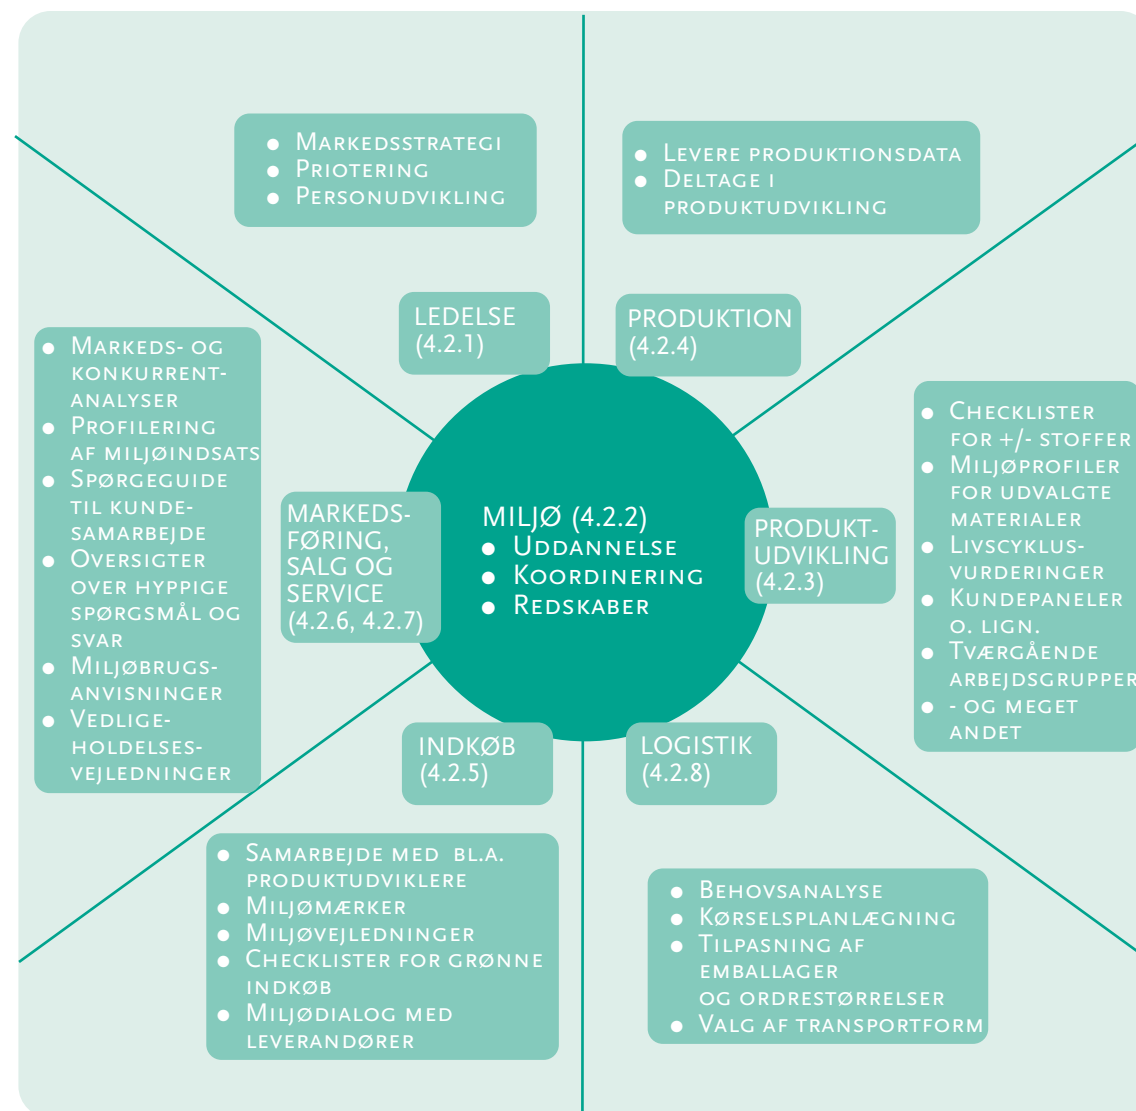 ● Markedsstrategi
● Priotering
● Personudvikling
● Levere produktionsdata
● Deltage i
produktudvikling
LEDELSE
(4.2.1)
PRODUKTION
(4.2.4)
● Markeds- og
konkurrent-
analyser
● Profilering
af miljøindsats
● Spørgeguide
til kunde-
samarbejde
● Oversigter
over hyppige
spørgsmål og
svar
● Miljøbrugs-
anvisninger
● Vedlige-
holdelses-
vejledninger
MARKEDS-
FØRING,
SALG OG
SERVICE
(4.2.6, 4.2.7)
MILJØ (4.2.2)
● Uddannelse
● Koordinering
● Redskaber
PRODUKT-
UDVIKLING
(4.2.3)
● Checklister
for +/- stoffer
● Miljøprofiler
for udvalgte
materialer
● Livscyklus-
vurderinger
● Kundepaneler
o. lign.
● Tværgående
arbejdsgrupper
● - og meget
andet
INDKØB
(4.2.5)
LOGISTIK
(4.2.8)
● Samarbejde med bl.a.
produktudviklere
● Miljømærker
● Miljøvejledninger
● Checklister for grønne
indkøb
● Miljødialog med
leverandører
● Behovsanalyse
● Kørselsplanlægning
● Tilpasning af
emballager
og ordrestørrelser
● Valg af transportform